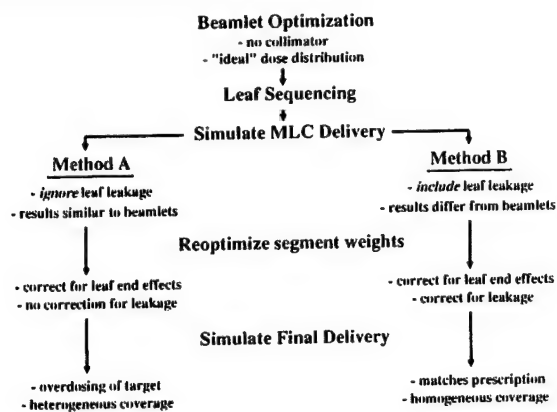 Beamlet Optimization
- no collimator
- "ideal" dose distribution
Leaf Sequencing
Simulate MLC Delivery
Method A
- ignore leaf leakage
- results similar to beamlets
Method B
- include leaf leakage
- results differ from beamlets
Reoptimize segment weights
- correct for leaf end effects
- no correction for leakage
- correct for leaf end effects
- correct for leakage
Simulate Final Delivery
- overdosing of target
- heterogeneous coverage
- matches prescription
- homogeneous coverage